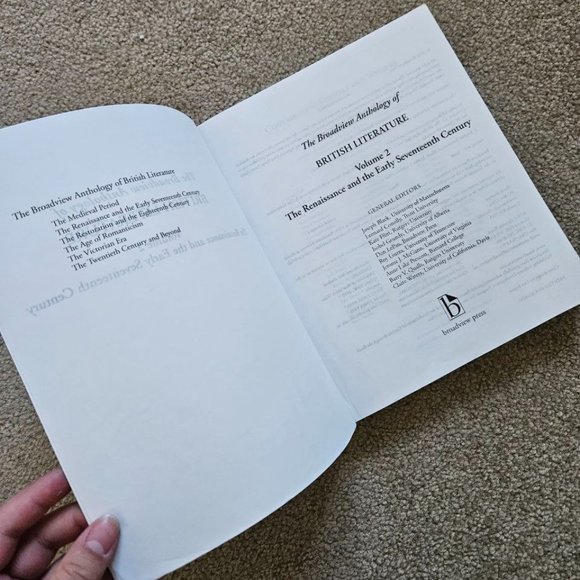 The Broadview Anthology of British Literature
The Medieval Period
The Renaissance and the Early Seventeenth Century
The Restoration and the Eighteenth Century
The Age of Romanticism
The Victorian Era
The Twentieth Century and Beyond
The Broadview Anthology of
BRITISH LITERATURE
Volume 2
The Renaissance and the Early Seventeenth Century
GENERAL EDITORS
Joseph Black, University of Massachusetts
Leonard Conolly, Trent University
Kate Flint, Rutgers University
Isobel Grundy, University of Alberta
Don LePan, Broadview Press
Roy Liuzza, University of Tennessee
Jerome J. McGann, University of Virginia
Anne Lake Prescott, Barnard College
Barry V. Qualls, Rutgers University
Claire Waters, University of California, Davis
b
broadview press